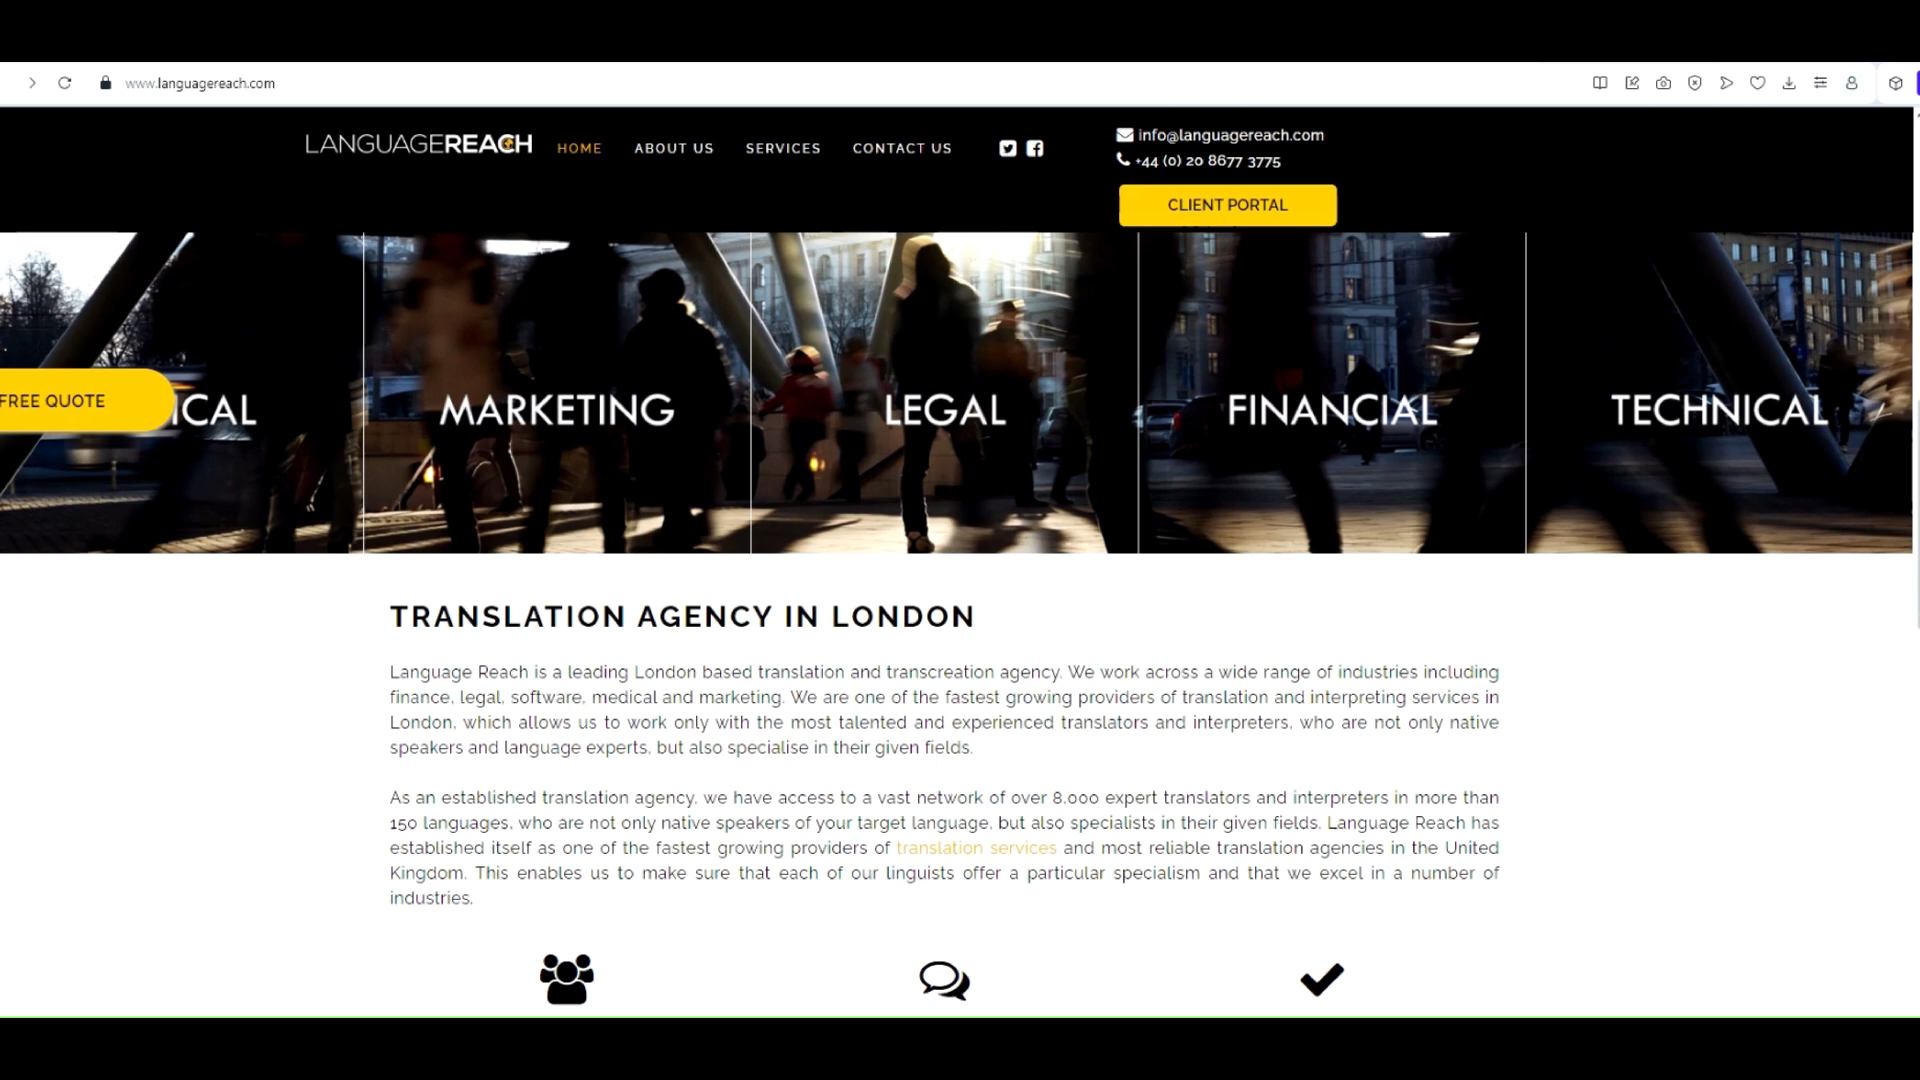 www.languagereach.com
LANGUAGEREACH
HOME
ABOUT US
SERVICES
CONTACT US
info@languagereach.com
+44 (0) 20 8677 3775
CLIENT PORTAL
FREE QUOTE
ICAL
MARKETING
LEGAL
FINANCIAL
TECHNICAL
TRANSLATION AGENCY IN LONDON
Language Reach is a leading London based translation and transcreation agency. We work across a wide range of industries including
finance, legal, software, medical and marketing. We are one of the fastest growing providers of translation and interpreting services in
London, which allows us to work only with the most talented and experienced translators and interpreters, who are not only native
speakers and language experts, but also specialise in their given fields.
As an established translation agency, we have access to a vast network of over 8,000 expert translators and interpreters in more than
150 languages, who are not only native speakers of your target language, but also specialists in their given fields. Language Reach has
established itself as one of the fastest growing providers of translation services and most reliable translation agencies in the United
Kingdom. This enables us to make sure that each of our linguists offer a particular specialism and that we excel in a number of
industries.